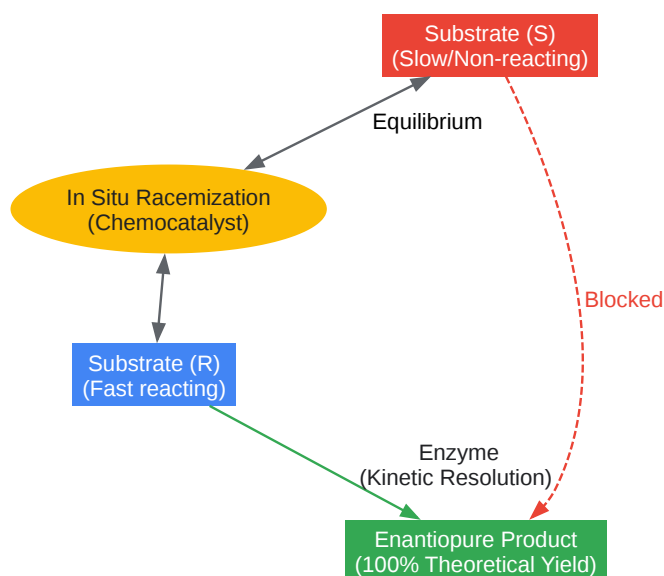 Substrate (S)
(Slow/Non-reacting)
Equilibrium
In Situ Racemization
(Chemocatalyst)
Blocked
Substrate (R)
(Fast reacting)
Enzyme
(Kinetic Resolution)
Enantiopure Product
(100% Theoretical Yield)